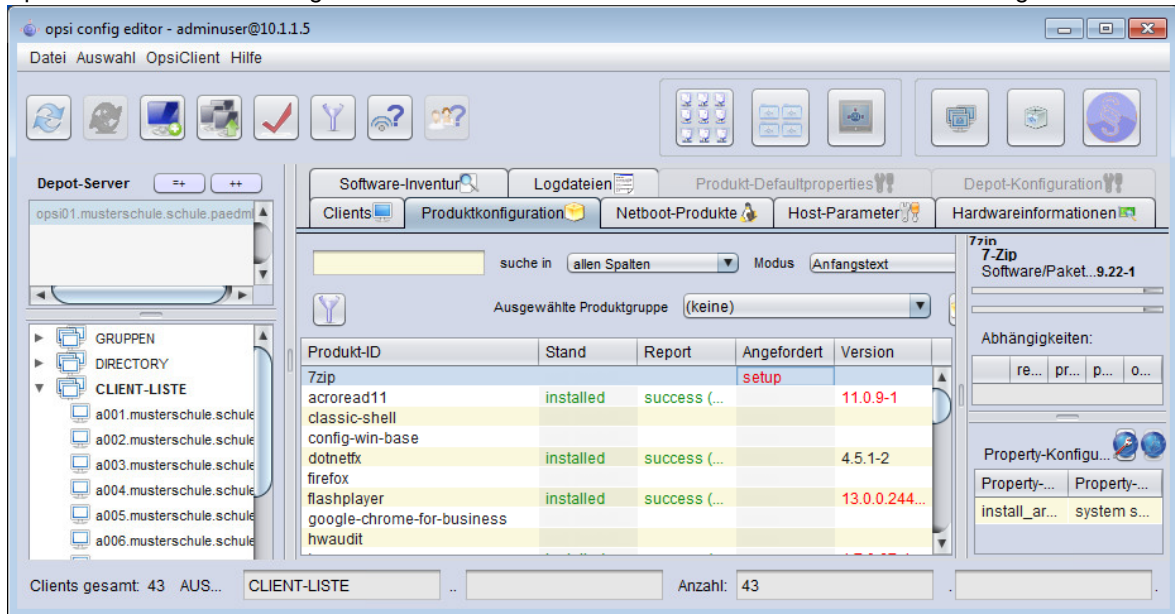 opsi config editor - adminuser@10.1.1.5
Datei Auswahl OpsiClient Hilfe
Depot-Server =+ ++
opsi01.musterschule.schule.paedml
GRUPPEN
DIRECTORY
CLIENT-LISTE
a001.musterschule.schule
a002.musterschule.schule
a003.musterschule.schule
a004.musterschule.schule
a005.musterschule.schule
a006.musterschule.schule
Software-Inventur Logdateien Produkt-Defaultproperties Depot-Konfiguration
Clients Produktkonfiguration Netboot-Produkte Host-Parameter Hardwareinformationen
suche in allen Spalten Modus Anfangstext
Ausgewählte Produktgruppe (keine)
Produkt-ID Stand Report Angefordert Version
7zip setup
acroread11 installed success (... 11.0.9-1
classic-shell
config-win-base
dotnetfx installed success (... 4.5.1-2
firefox
flashplayer installed success (... 13.0.0.244...
google-chrome-for-business
hwaudit
7zip
7-Zip
Software/Paket...9.22-1
Abhängigkeiten:
re... pr... p... o...
Property-Konfigu...
Property-... Property-...
install_ar... system s...
Clients gesamt: 43 AUS... CLIENT-LISTE .. Anzahl: 43 . .